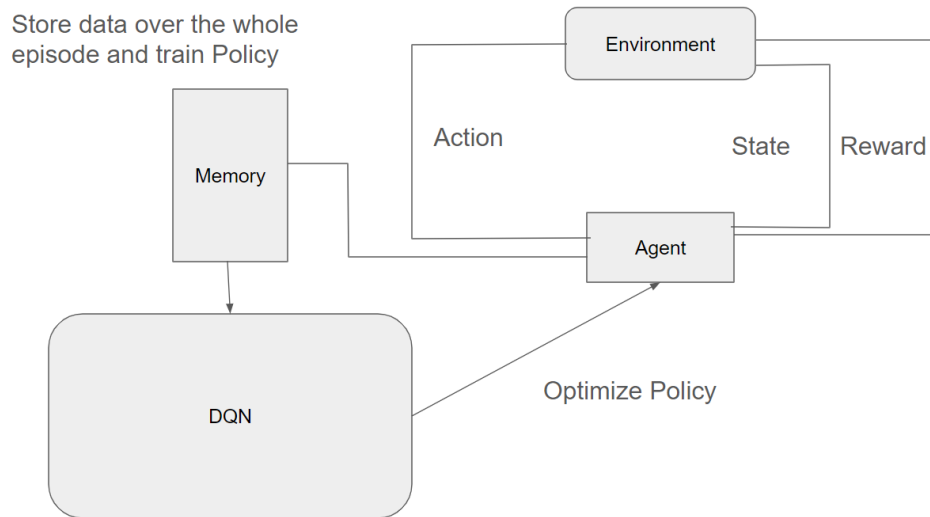 Store data over the whole
episode and train Policy
Environment
Action
State
Reward
Memory
Agent
Optimize Policy
DQN